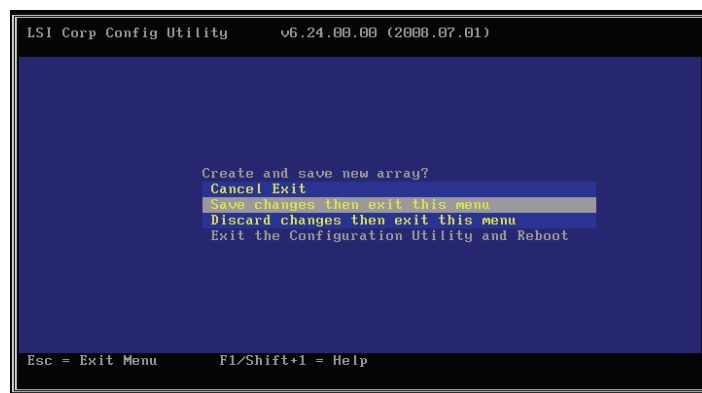 LSI Corp Config Utility v6.24.00.00 (2008.07.01)
Create and save new array?
Cancel Exit
Save changes then exit this menu
Discard changes then exit this menu
Exit the Configuration Utility and Reboot
Esc = Exit Menu F1/Shift+1 = Help